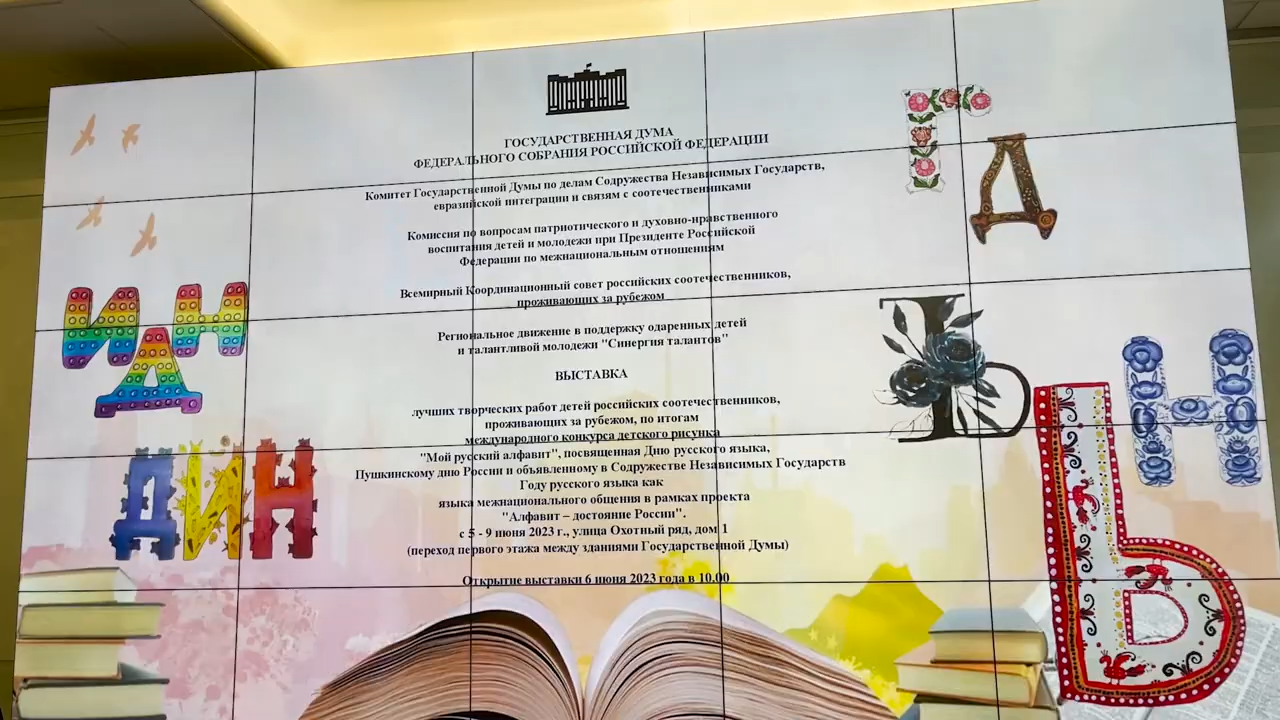 ГОСУДАРСТВЕННАЯ ДУМА
ФЕДЕРАЛЬНОГО СОБРАНИЯ РОССИЙСКОЙ ФЕДЕРАЦИИ
Комитет Государственной Думы по делам Содружества Независимых Государств,
евразийской интеграции и связям с соотечественниками
Комиссия по вопросам патриотического и духовно-нравственного
воспитания детей и молодежи при Президенте Российской
Федерации по межнациональным отношениям
Всемирный Координационный совет российских соотечественников,
проживающих за рубежом
Региональное движение в поддержку одаренных детей
и талантливой молодежи "Синергия талантов"
ВЫСТАВКА
лучших творческих работ детей российских соотечественников,
проживающих за рубежом, по итогам
международного конкурса детского рисунка
"Мой русский алфавит", посвященная Дню русского языка,
Пушкинскому дню России и объявленному в Содружестве Независимых Государств
Году русского языка как
языка межнационального общения в рамках проекта
"Алфавит – достояние России".
с 5 - 9 июня 2023 г., улица Охотный ряд, дом 1
(переход первого этажа между зданиями Государственной Думы)
Открытие выставки 6 июня 2023 года в 10.00
Г
Д
И Н
Д
Ъ
Н
Ь
Д Й Н